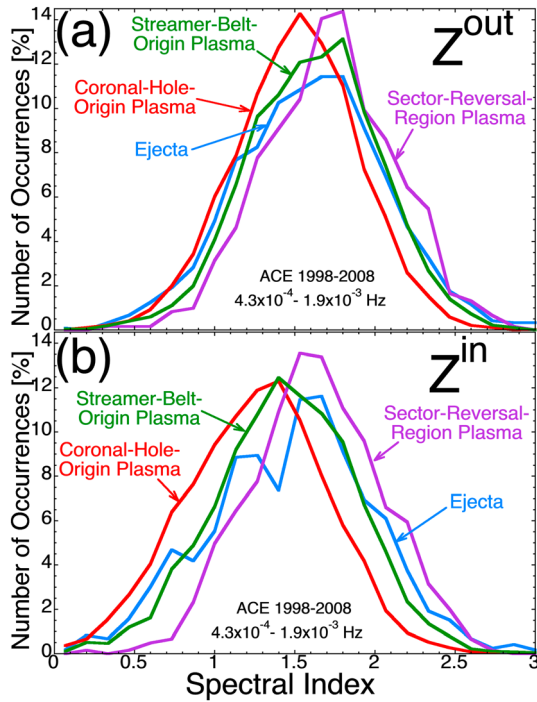 (a)
Z^out
Streamer-Belt-
Origin Plasma
Coronal-Hole-
Origin Plasma
Ejecta
Sector-Reversal-
Region Plasma
ACE 1998-2008
4.3x10^-4- 1.9x10^-3 Hz
Number of Occurrences [%]
14
12
10
8
6
4
2
0
(b)
Z^in
Streamer-Belt-
Origin Plasma
Coronal-Hole-
Origin Plasma
Sector-Reversal-
Region Plasma
Ejecta
ACE 1998-2008
4.3x10^-4- 1.9x10^-3 Hz
Number of Occurrences [%]
14
12
10
8
6
4
2
0
0 0.5 1 1.5 2 2.5 3
Spectral Index